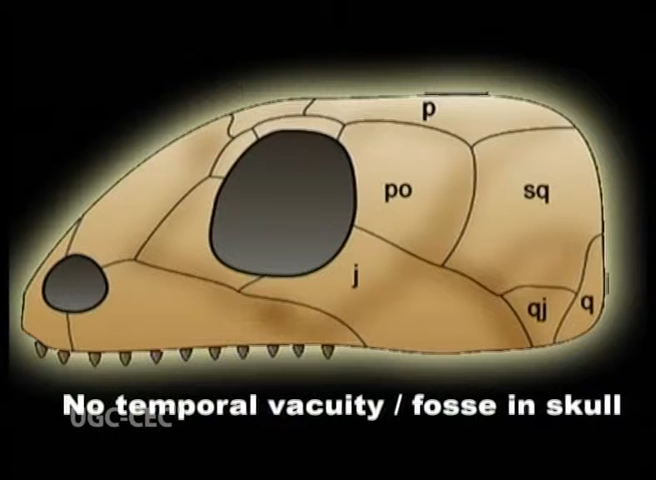 p
po
sq
j
qj
q
No temporal vacuity / fosse in skull
UGC-CEC